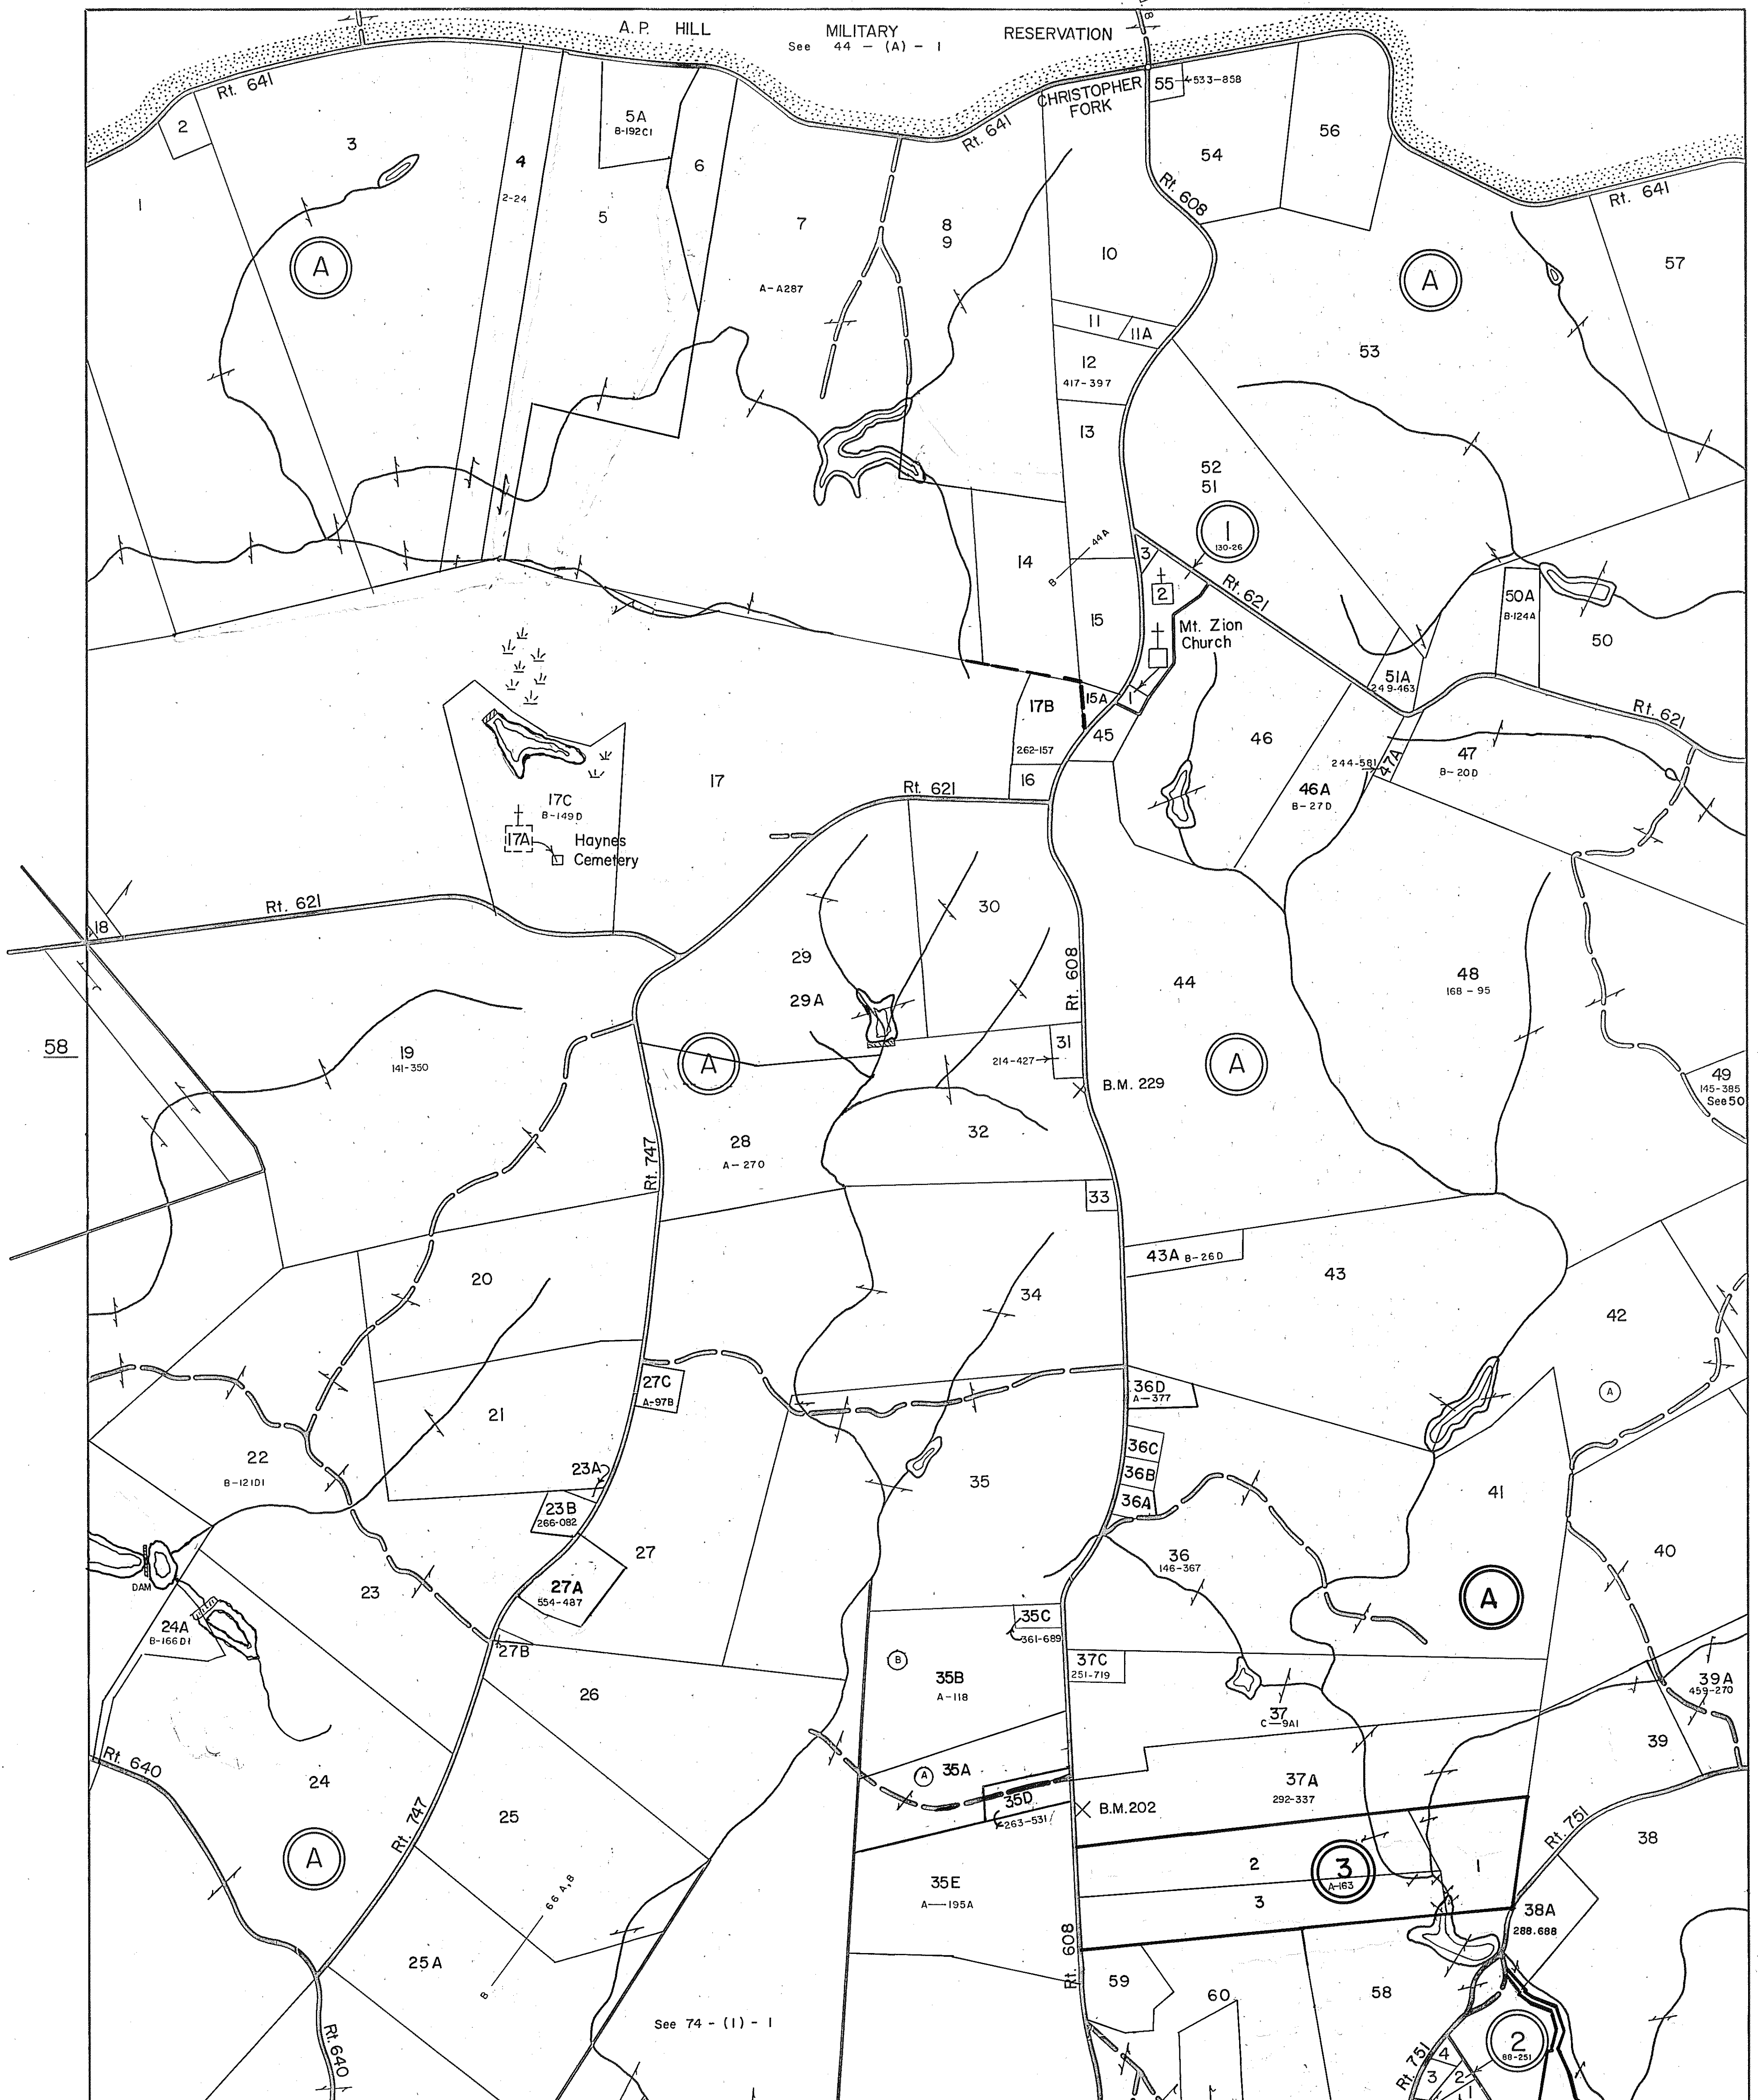 A. P. HILL MILITARY RESERVATION
See 44 - (A) - 1
Rt. 641
CHRISTOPHER
FORK
55
533-858
2
3
5A
B-192C1
4
6
2-24
5
7
8
9
Rt. 641
54
56
Rt. 608
Rt. 641
1
A
A-A287
10
A
57
11
11A
12
417-397
53
13
52
51
1
130-26
14
B
44A
3
2
Rt. 621
50A
B-124A
50
15
Mt. Zion
Church
51A
249-463
1
15A
17B
262-157
45
46
Rt. 621
244-581
47A
47
B-20D
46A
B-27D
16
17
Rt. 621
17C
B-149D
17A
Haynes
Cemetery
18
Rt. 621
30
29
29A
Rt. 608
44
48
168-95
58
19
141-350
A
31
214-427
B.M. 229
A
49
145-385
See 50
28
A-270
32
Rt. 747
33
43A B-26D
43
20
34
42
27C
A-97B
36D
A-377
A
21
36C
36B
36A
22
B-121D1
23A
23B
266-082
35
41
27
36
146-367
40
DAM
23
27A
554-487
A
24A
B-166D1
27B
35C
361-689
B
35B
A-118
37C
251-719
39A
459-270
26
37
C-9A1
39
Rt. 640
24
A
35A
35D
263-531
B.M. 202
37A
292-337
25
Rt. 747
A
Rt. 751
38
2
3
A-163
1
3
35E
A-195A
38A
288.688
66 A,B
B
25A
Rt. 608
59
60
58
See 74 - (1) - 1
Rt. 640
2
88-251
Rt. 751
4
3
2
1